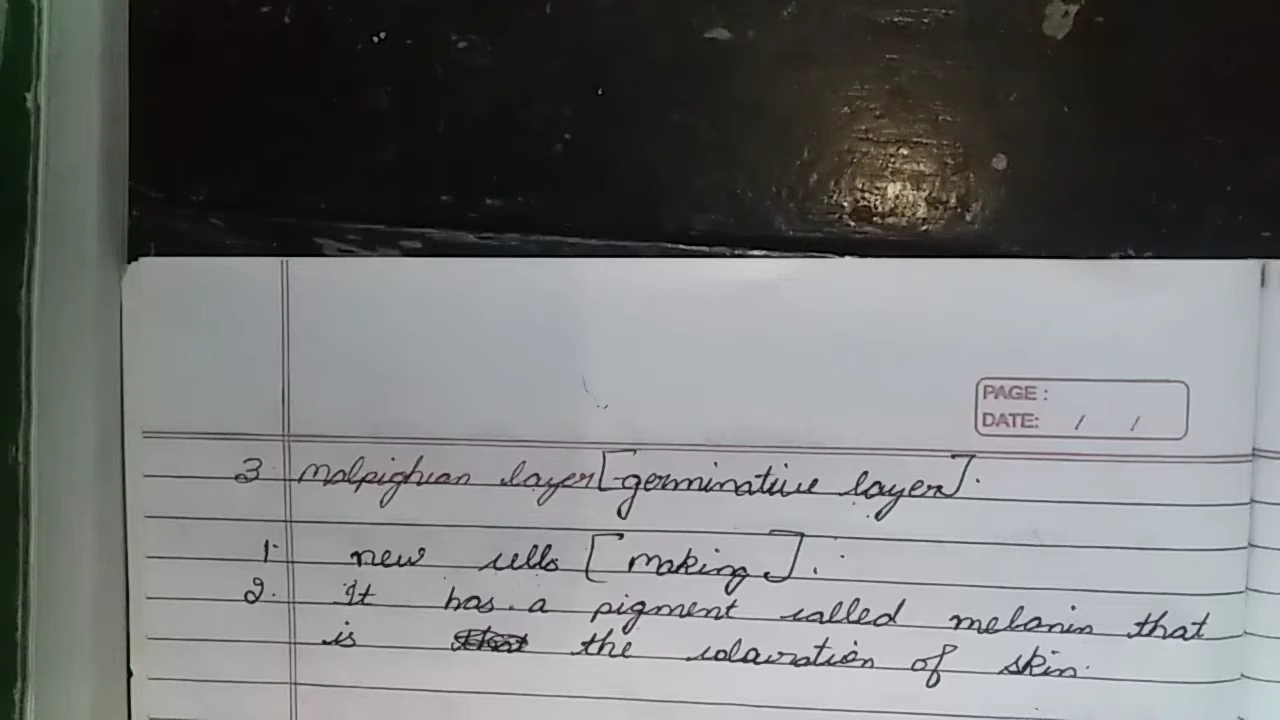 PAGE :
DATE: / /
3. Malpighian layer [germinative layer].
1. new cells [making].
2. It has a pigment called melanin that
is the colouration of skin.